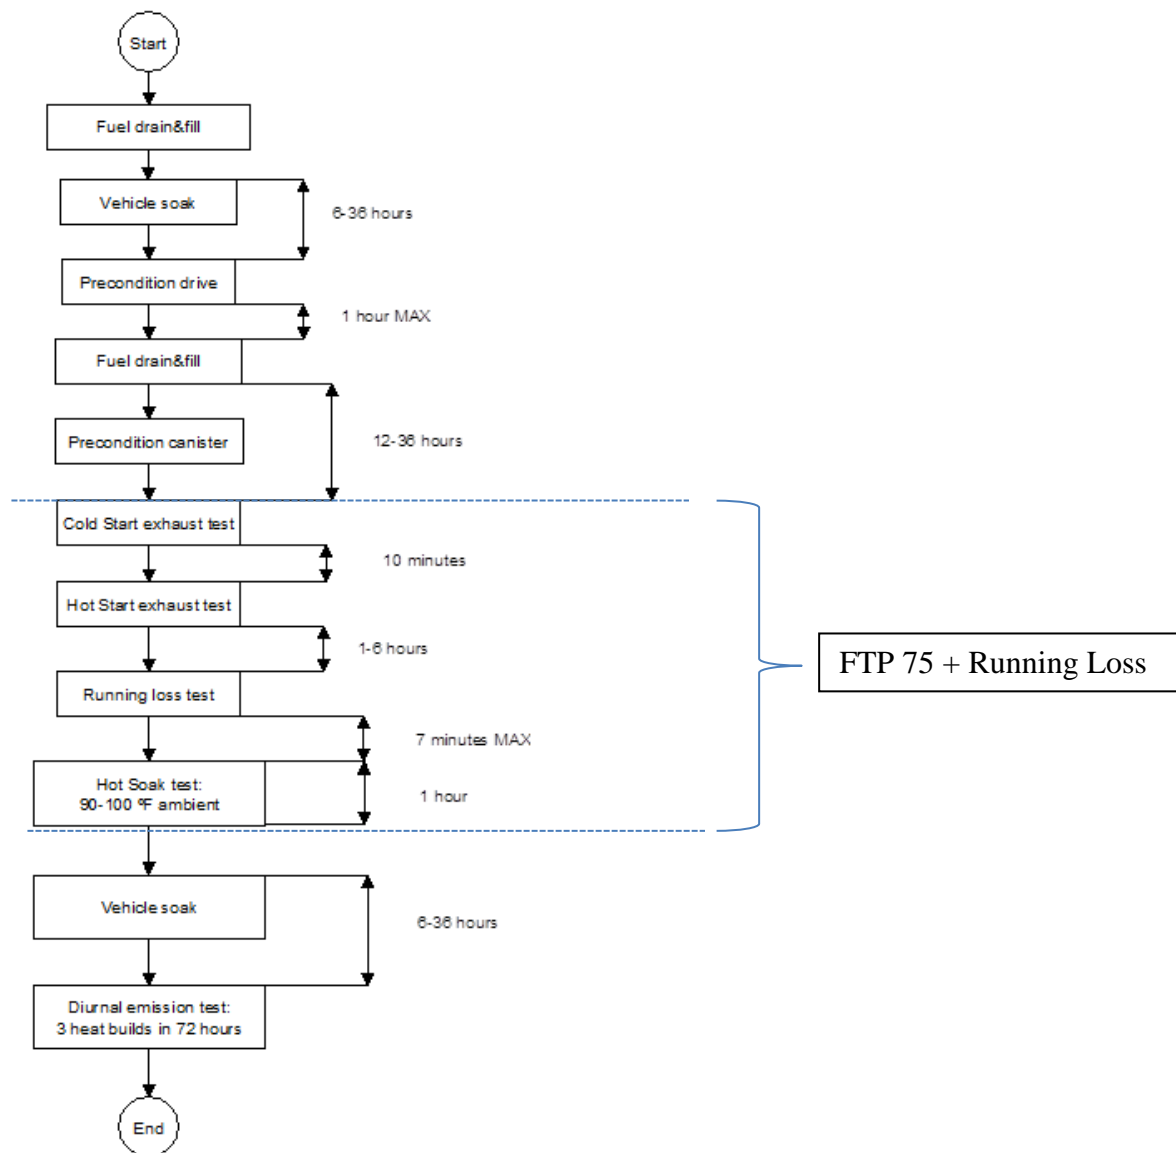 Start
Fuel drain&fill
Vehicle soak
6-36 hours
Precondition drive
1 hour MAX
Fuel drain&fill
Precondition canister
12-36 hours
Cold Start exhaust test
10 minutes
Hot Start exhaust test
1-6 hours
FTP 75 + Running Loss
Running loss test
7 minutes MAX
Hot Soak test:
90-100 ºF ambient
1 hour
Vehicle soak
6-36 hours
Diurnal emission test:
3 heat builds in 72 hours
End